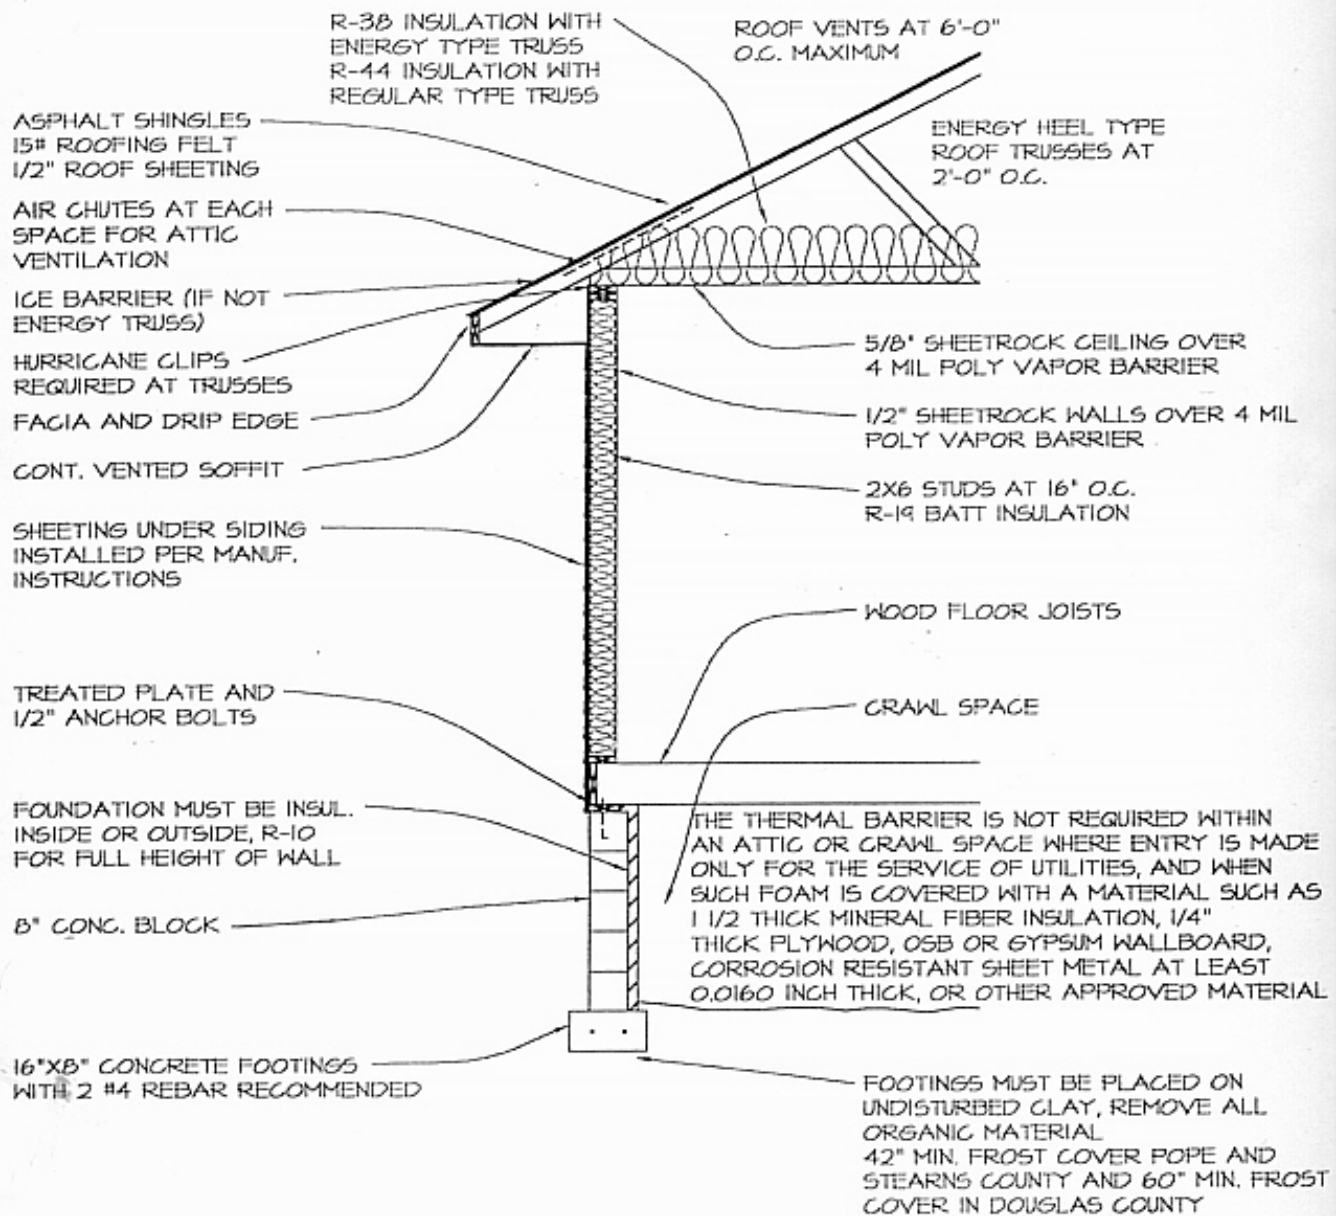 R-38 INSULATION WITH
ENERGY TYPE TRUSS
R-44 INSULATION WITH
REGULAR TYPE TRUSS
ROOF VENTS AT 6'-0"
O.C. MAXIMUM
ASPHALT SHINGLES
15# ROOFING FELT
1/2" ROOF SHEETING
ENERGY HEEL TYPE
ROOF TRUSSES AT
2'-0" O.C.
AIR CHUTES AT EACH
SPACE FOR ATTIC
VENTILATION
ICE BARRIER (IF NOT
ENERGY TRUSS)
HURRICANE CLIPS
REQUIRED AT TRUSSES
FACIA AND DRIP EDGE
CONT. VENTED SOFFIT
5/8" SHEETROCK CEILING OVER
4 MIL POLY VAPOR BARRIER
1/2" SHEETROCK WALLS OVER 4 MIL
POLY VAPOR BARRIER
2X6 STUDS AT 16" O.C.
R-19 BATT INSULATION
SHEETING UNDER SIDING
INSTALLED PER MANUF.
INSTRUCTIONS
WOOD FLOOR JOISTS
TREATED PLATE AND
1/2" ANCHOR BOLTS
CRAWL SPACE
FOUNDATION MUST BE INSUL.
INSIDE OR OUTSIDE, R-10
FOR FULL HEIGHT OF WALL
8" CONC. BLOCK
THE THERMAL BARRIER IS NOT REQUIRED WITHIN
AN ATTIC OR CRAWL SPACE WHERE ENTRY IS MADE
ONLY FOR THE SERVICE OF UTILITIES, AND WHEN
SUCH FOAM IS COVERED WITH A MATERIAL SUCH AS
1 1/2 THICK MINERAL FIBER INSULATION, 1/4"
THICK PLYWOOD, OSB OR GYPSUM WALLBOARD,
CORROSION RESISTANT SHEET METAL AT LEAST
0.0160 INCH THICK, OR OTHER APPROVED MATERIAL
16"X8" CONCRETE FOOTINGS
WITH 2 #4 REBAR RECOMMENDED
FOOTINGS MUST BE PLACED ON
UNDISTURBED CLAY, REMOVE ALL
ORGANIC MATERIAL
42" MIN. FROST COVER POPE AND
STEARNS COUNTY AND 60" MIN. FROST
COVER IN DOUGLAS COUNTY